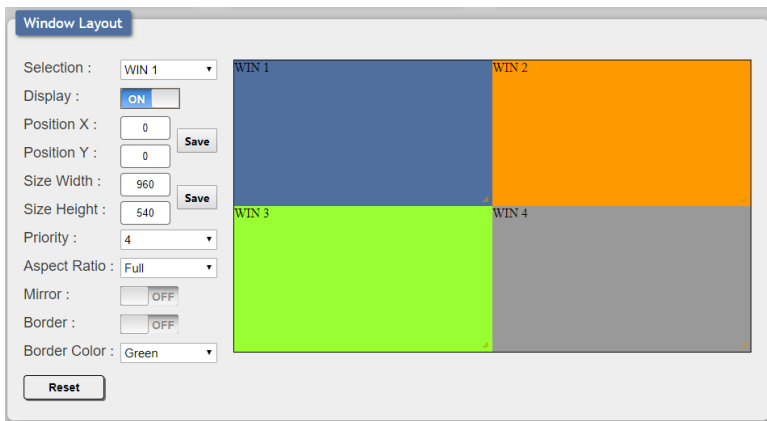 Window Layout
Selection : WIN 1
Display : ON
Position X : 0
Save
Position Y : 0
Size Width : 960
Save
Size Height : 540
Priority : 4
Aspect Ratio : Full
Mirror : OFF
Border : OFF
Border Color : Green
Reset
WIN 1 WIN 2
WIN 3 WIN 4